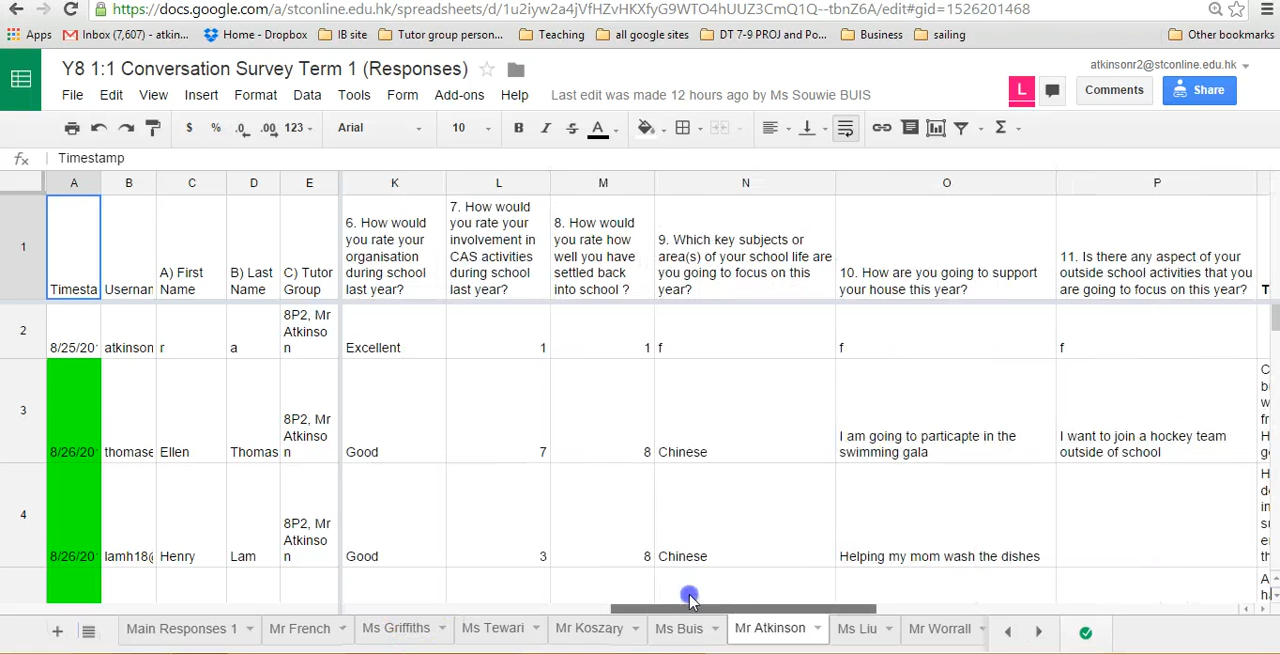 https://docs.google.com/a/stconline.edu.hk/spreadsheets/d/1u2iyw2a4jVfHZvHKXfyG9WTO4hUUZ3CmQ1Q--tbnZ6A/edit#gid=1526201468
Apps Inbox (7,607) - atkin... Home - Dropbox IB site Tutor group person... Teaching all google sites DT 7-9 PROJ and Po... Business sailing Other bookmarks
Y8 1:1 Conversation Survey Term 1 (Responses)
atkinsonr2@stconline.edu.hk
File Edit View Insert Format Data Tools Form Add-ons Help Last edit was made 12 hours ago by Ms Souwie BUIS
L Comments Share
$ % .0 .00 123 Arial 10 B I S A Σ
fx Timestamp
A B C D E K L M N O P
1
Timesta
Usernan
A) First
Name
B) Last
Name
C) Tutor
Group
6. How would
you rate your
organisation
during school
last year?
7. How would
you rate your
involvement in
CAS activities
during school
last year?
8. How would
you rate how
well you have
settled back
into school ?
9. Which key subjects or
area(s) of your school life are
you going to focus on this
year?
10. How are you going to support
your house this year?
11. Is there any aspect of your
outside school activities that you
are going to focus on this year?
T
2
8/25/20
atkinson
r
a
8P2, Mr
Atkinso
n
Excellent
1
1
f
f
f
3
8/26/20
thomase
Ellen
Thomas
8P2, Mr
Atkinso
n
Good
7
8
Chinese
I am going to particapte in the
swimming gala
I want to join a hockey team
outside of school
4
8/26/20
lamh18@
Henry
Lam
8P2, Mr
Atkinso
n
Good
3
8
Chinese
Helping my mom wash the dishes
Main Responses 1 Mr French Ms Griffiths Ms Tewari Mr Koszary Ms Buis Mr Atkinson Ms Liu Mr Worrall